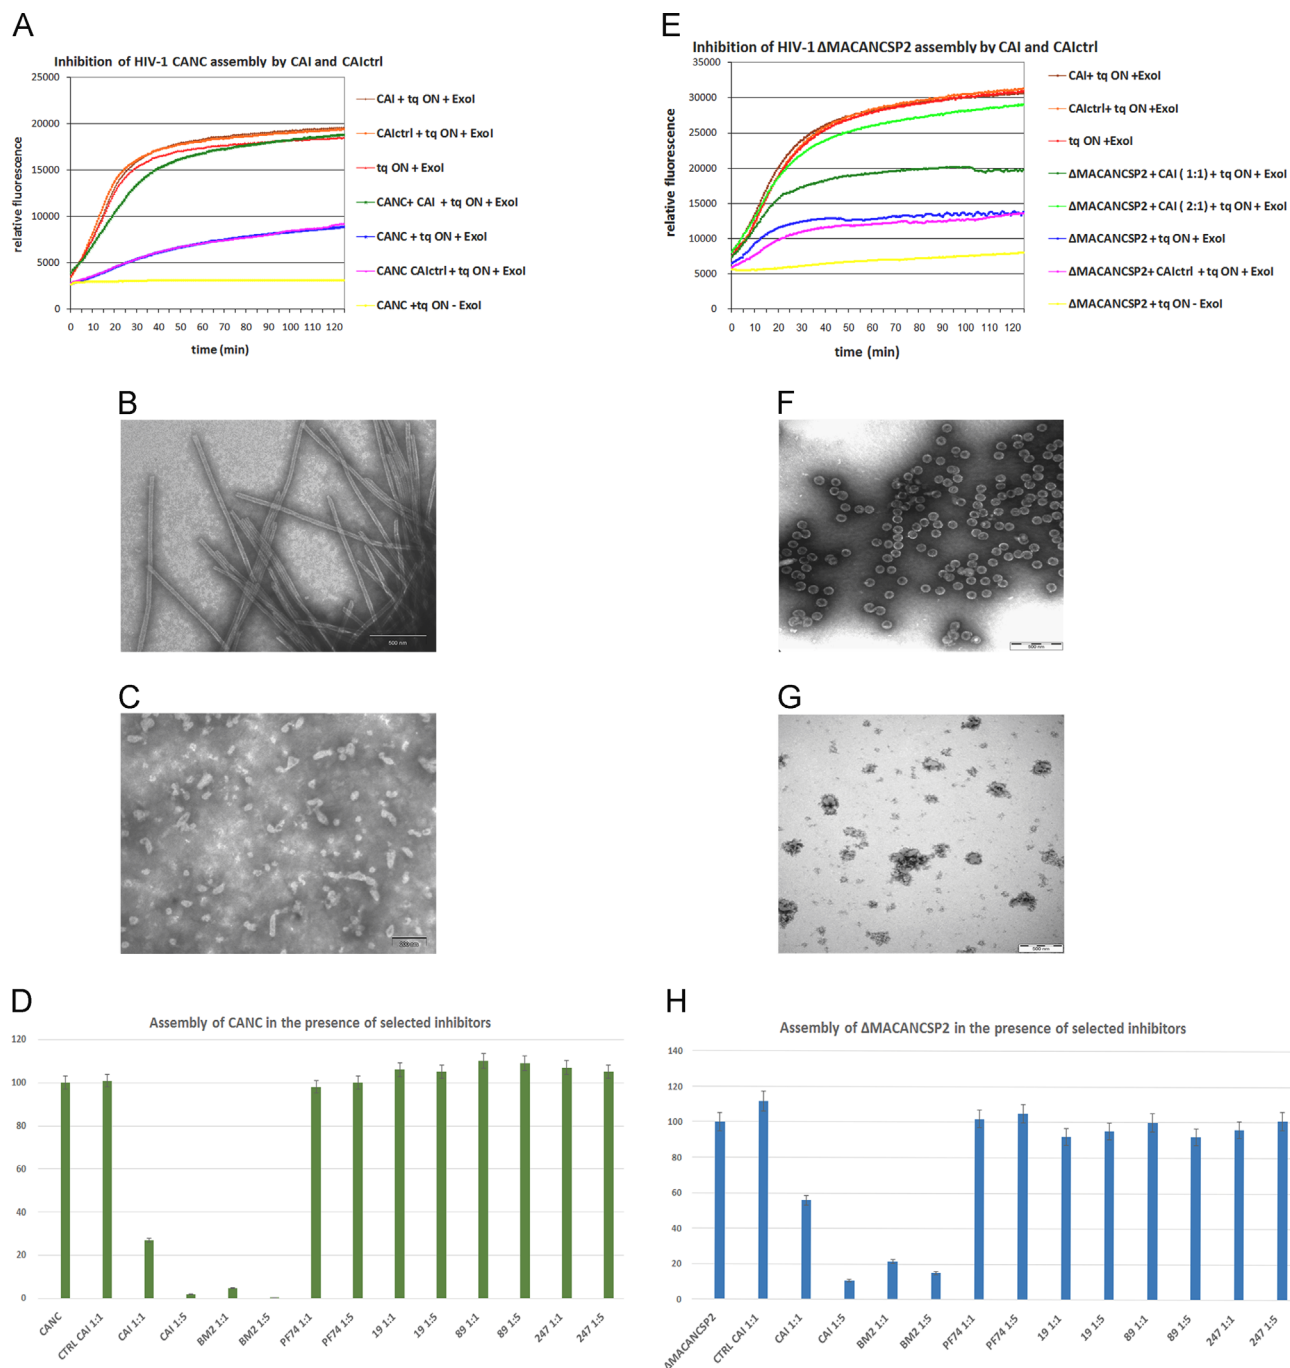 A
Inhibition of HIV-1 CANC assembly by CAI and CAIctrl
25000
20000
15000
10000
5000
0
relative fluorescence
0 10 20 30 40 50 60 70 80 90 100 110 120
time (min)
CAI + tq ON + ExoI
CAIctrl + tq ON + ExoI
tq ON + ExoI
CANC+ CAI + tq ON + ExoI
CANC + tq ON + ExoI
CANC CAIctrl + tq ON + ExoI
CANC +tq ON - ExoI
E
Inhibition of HIV-1 ΔMACANCSP2 assembly by CAI and CAIctrl
35000
30000
25000
20000
15000
10000
5000
0
relative fluorescence
0 10 20 30 40 50 60 70 80 90 100 110 120
time (min)
CAI+ tq ON +ExoI
CAIctrl+ tq ON +ExoI
tq ON +ExoI
ΔMACANCSP2 + CAI ( 1:1) + tq ON + ExoI
ΔMACANCSP2 + CAI ( 2:1) + tq ON + ExoI
ΔMACANCSP2 + tq ON + ExoI
ΔMACANCSP2+ CAIctrl + tq ON + ExoI
ΔMACANCSP2 + tq ON - ExoI
B
500 nm
F
500 nm
C
200 nm
G
500 nm
D
Assembly of CANC in the presence of selected inhibitors
120
100
80
60
40
20
0
CANC
CTRL CAI 1:1
CAI 1:1
CAI 1:5
BM2 1:1
BM2 1:5
PF74 1:1
PF74 1:5
19 1:1
19 1:5
89 1:1
89 1:5
247 1:1
247 1:5
H
Assembly of ΔMACANCSP2 in the presence of selected inhibitors
140
120
100
80
60
40
20
0
ΔMACANCSP2
CTRL CAI 1:1
CAI 1:1
CAI 1:5
BM2 1:1
BM2 1:5
PF74 1:1
PF74 1:5
19 1:1
19 1:5
89 1:1
89 1:5
247 1:1
247 1:5